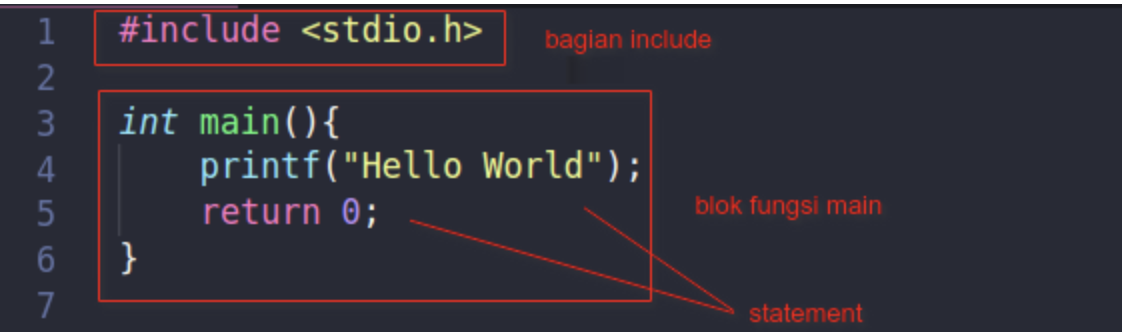 1 #include <stdio.h> bagian include
2
3 int main(){
4 printf("Hello World");
5 return 0; blok fungsi main
6 }
7 statement